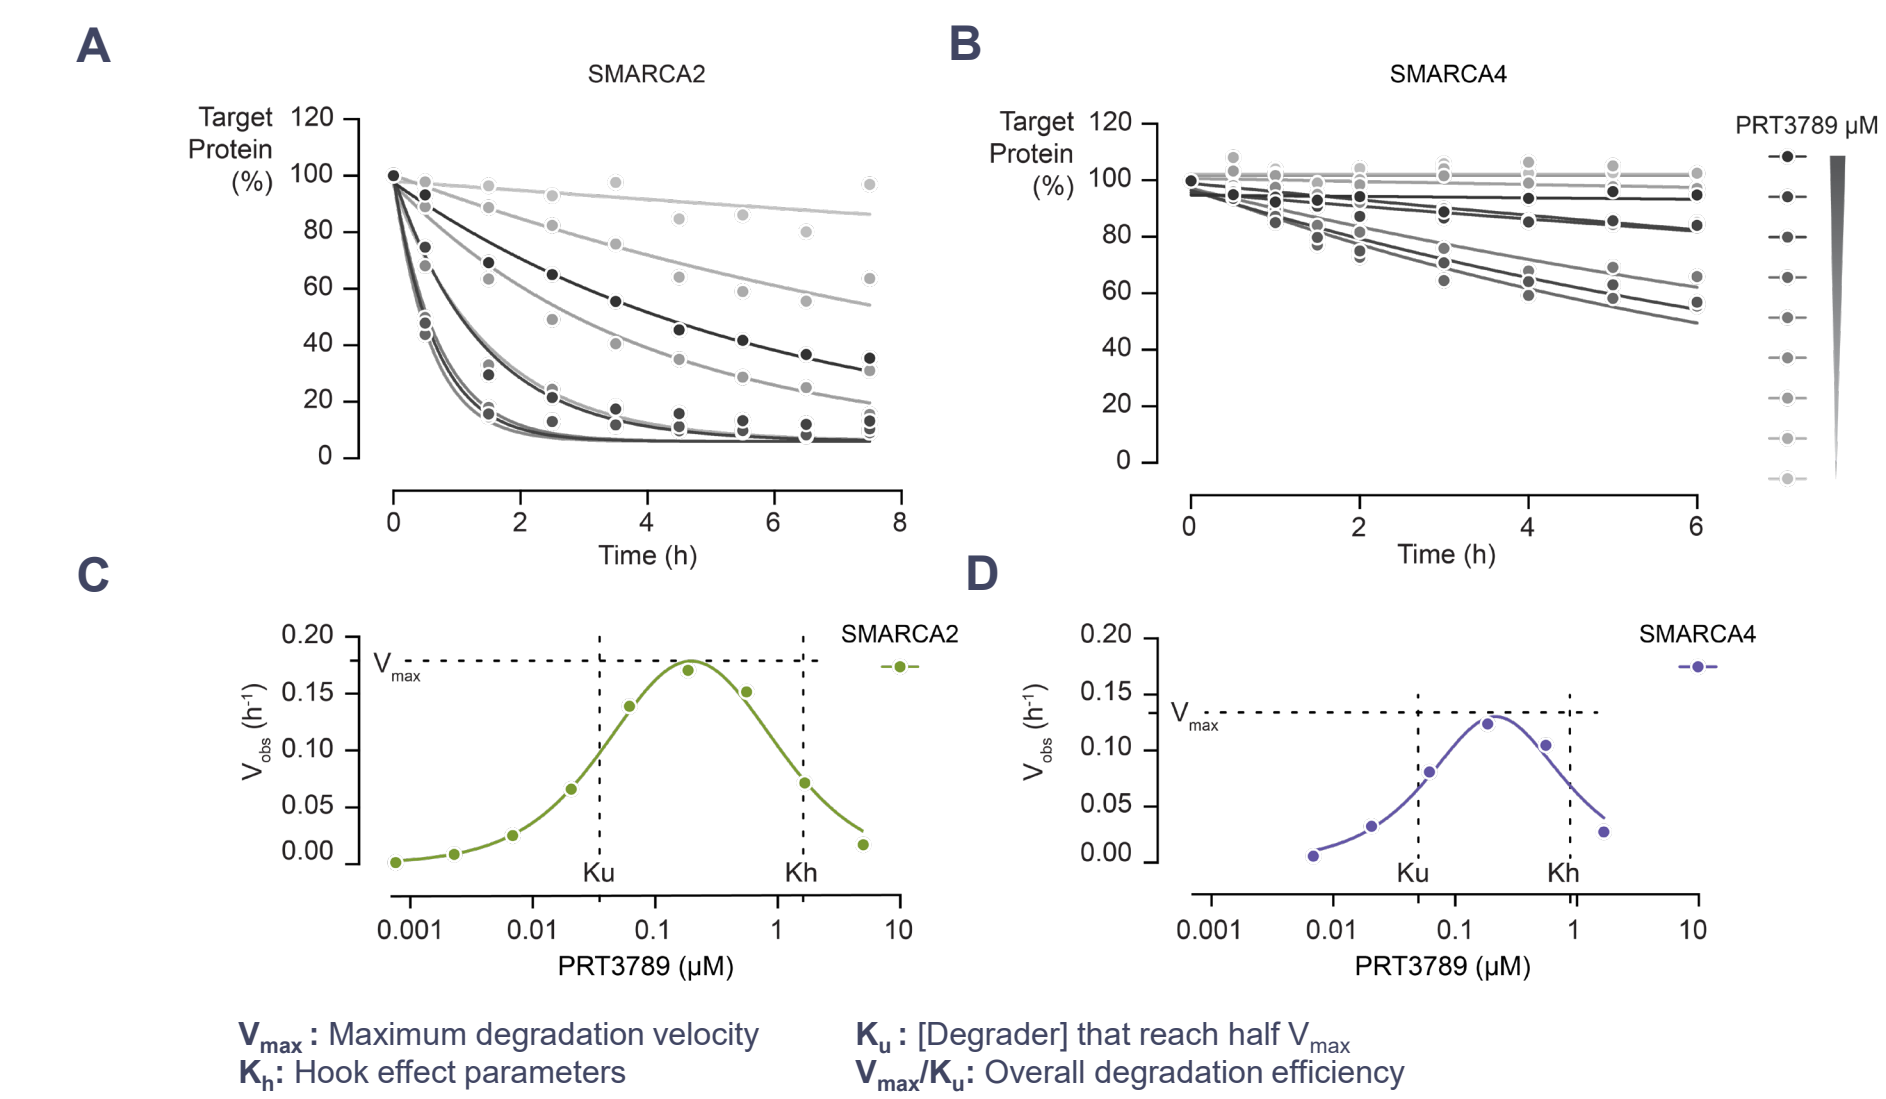 A
SMARCA2
Target
Protein
(%)
120
100
80
60
40
20
0
0 2 4 6 8
Time (h)
B
SMARCA4
Target
Protein
(%)
120
100
80
60
40
20
0
0 2 4 6
Time (h)
PRT3789 µM
C
SMARCA2
Vobs (h-1)
0.20
0.15
0.10
0.05
0.00
Vmax
Ku Kh
0.001 0.01 0.1 1 10
PRT3789 (µM)
D
SMARCA4
Vobs (h-1)
0.20
0.15
0.10
0.05
0.00
Vmax
Ku Kh
0.001 0.01 0.1 1 10
PRT3789 (µM)
Vmax : Maximum degradation velocity
Kh: Hook effect parameters
Ku : [Degrader] that reach half Vmax
Vmax/Ku: Overall degradation efficiency